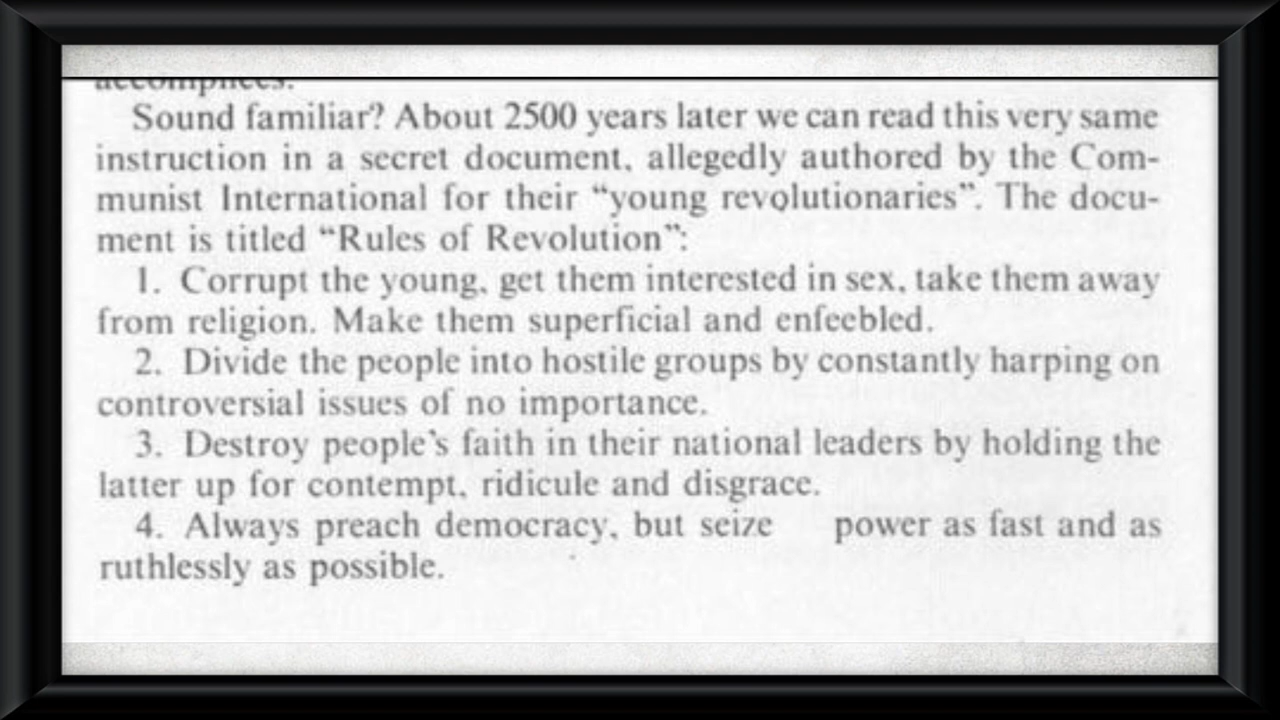 accomplices.
Sound familiar? About 2500 years later we can read this very same
instruction in a secret document, allegedly authored by the Com-
munist International for their “young revolutionaries”. The docu-
ment is titled “Rules of Revolution”:
1. Corrupt the young, get them interested in sex, take them away
from religion. Make them superficial and enfeebled.
2. Divide the people into hostile groups by constantly harping on
controversial issues of no importance.
3. Destroy people's faith in their national leaders by holding the
latter up for contempt, ridicule and disgrace.
4. Always preach democracy, but seize power as fast and as
ruthlessly as possible.